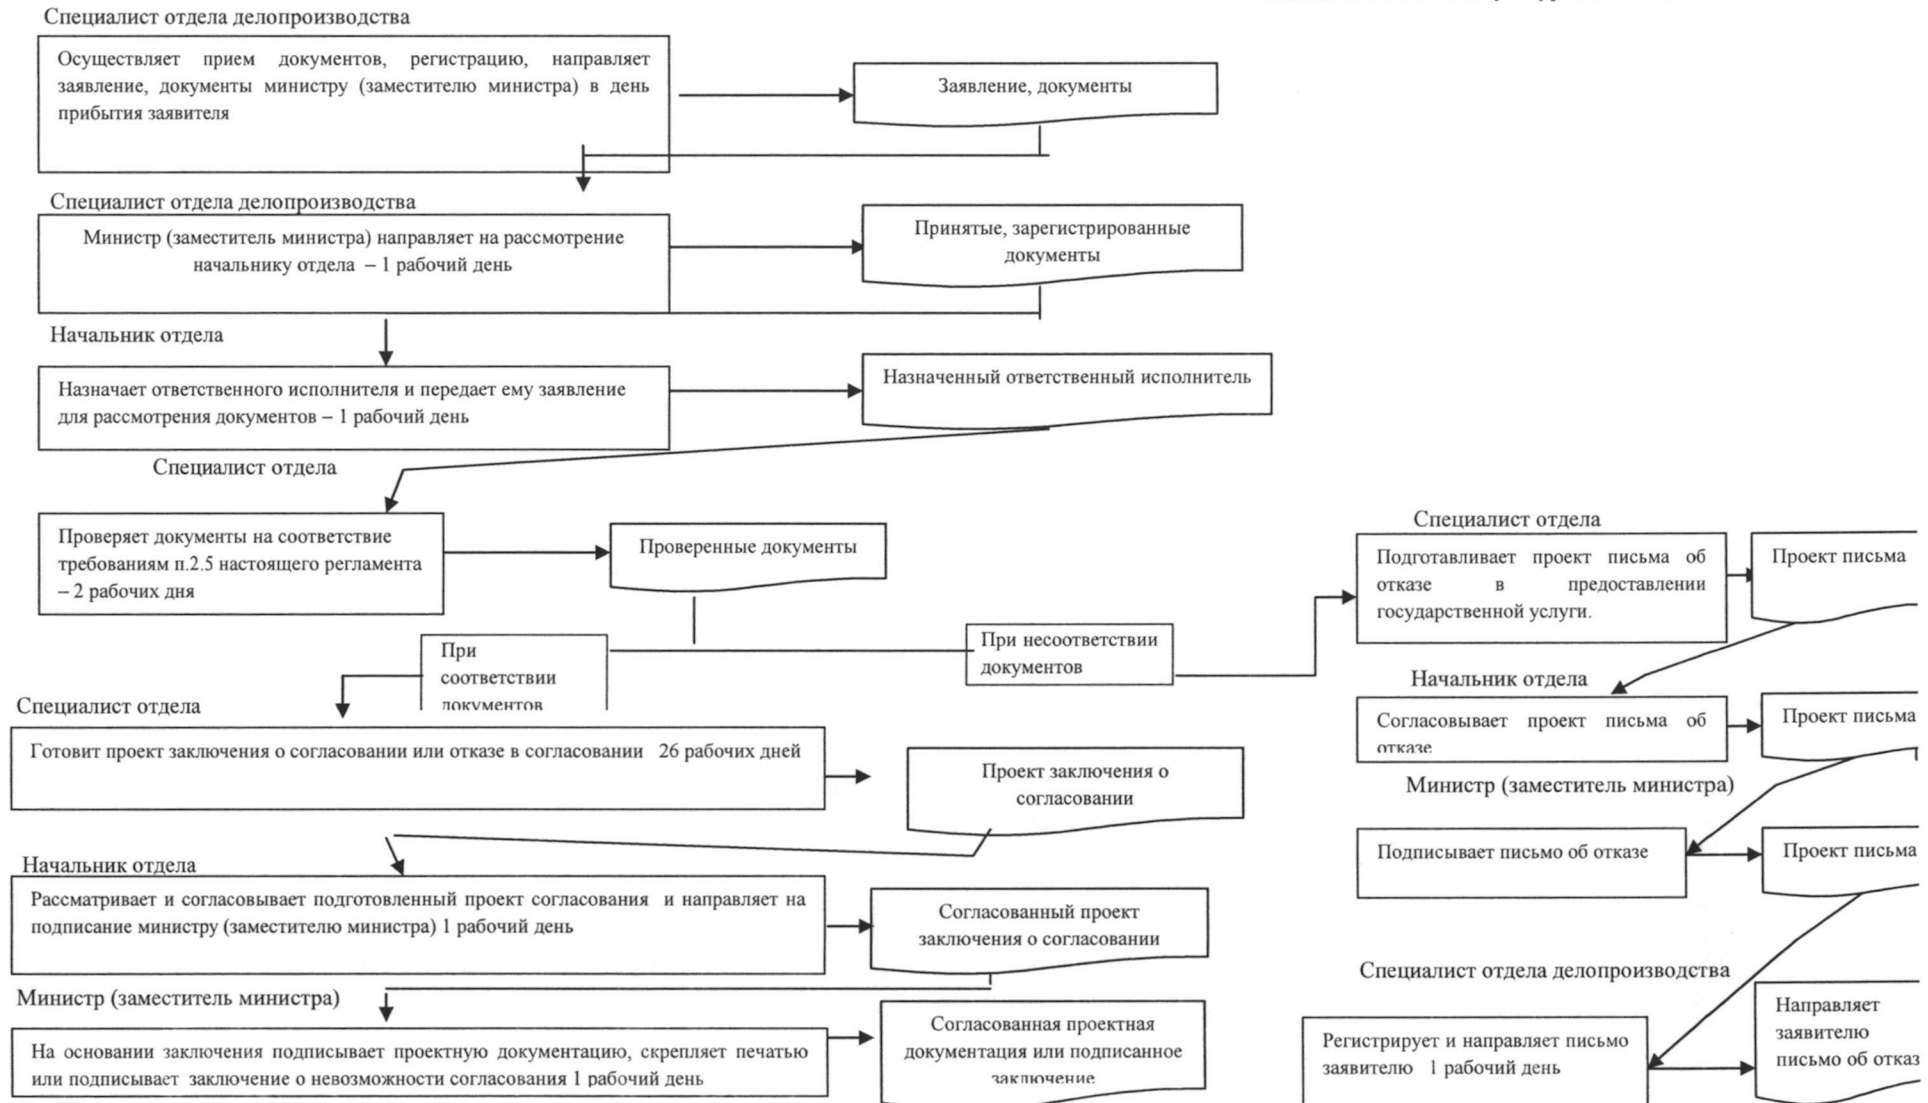 Специалист отдела делопроизводства
Осуществляет прием документов, регистрацию, направляет
заявление, документы министру (заместителю министра) в день
прибытия заявителя
Заявление, документы
Специалист отдела делопроизводства
Министр (заместитель министра) направляет на рассмотрение
начальнику отдела – 1 рабочий день
Принятые, зарегистрированные
документы
Начальник отдела
Назначает ответственного исполнителя и передает ему заявление
для рассмотрения документов – 1 рабочий день
Назначенный ответственный исполнитель
Специалист отдела
Проверяет документы на соответствие
требованиям п.2.5 настоящего регламента
– 2 рабочих дня
Проверенные документы
При
соответствии
документов
При несоответствии
документов
Специалист отдела
Готовит проект заключения о согласовании или отказе в согласовании 26 рабочих дней
Проект заключения о
согласовании
Начальник отдела
Рассматривает и согласовывает подготовленный проект согласования и направляет на
подписание министру (заместителю министра) 1 рабочий день
Согласованный проект
заключения о согласовании
Министр (заместитель министра)
На основании заключения подписывает проектную документацию, скрепляет печатью
или подписывает заключение о невозможности согласования 1 рабочий день
Согласованная проектная
документация или подписанное
заключение
Специалист отдела
Подготавливает проект письма об
отказе в предоставлении
государственной услуги.
Проект письма
Начальник отдела
Согласовывает проект письма об
отказе
Проект письма
Министр (заместитель министра)
Подписывает письмо об отказе
Проект письма
Специалист отдела делопроизводства
Регистрирует и направляет письмо
заявителю 1 рабочий день
Направляет
заявителю
письмо об отказ